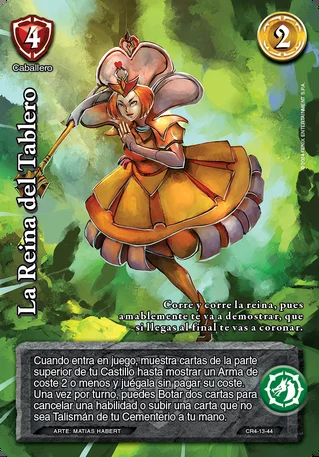 4
2
Caballero
La Reina del Tablero
Corre y corre la reina, pues
amablemente te va a demostrar, que
si llegas al final te vas a coronar.
Cuando entra en juego, muestra cartas de la parte
superior de tu Castillo hasta mostrar un Arma de
coste 2 o menos y juégala sin pagar su coste.
Una vez por turno, puedes Botar dos cartas para
cancelar una habilidad o subir una carta que no
sea Talismán de tu Cementerio a tu mano.
ARTE: MATIAS HABERT
CR4-13-44